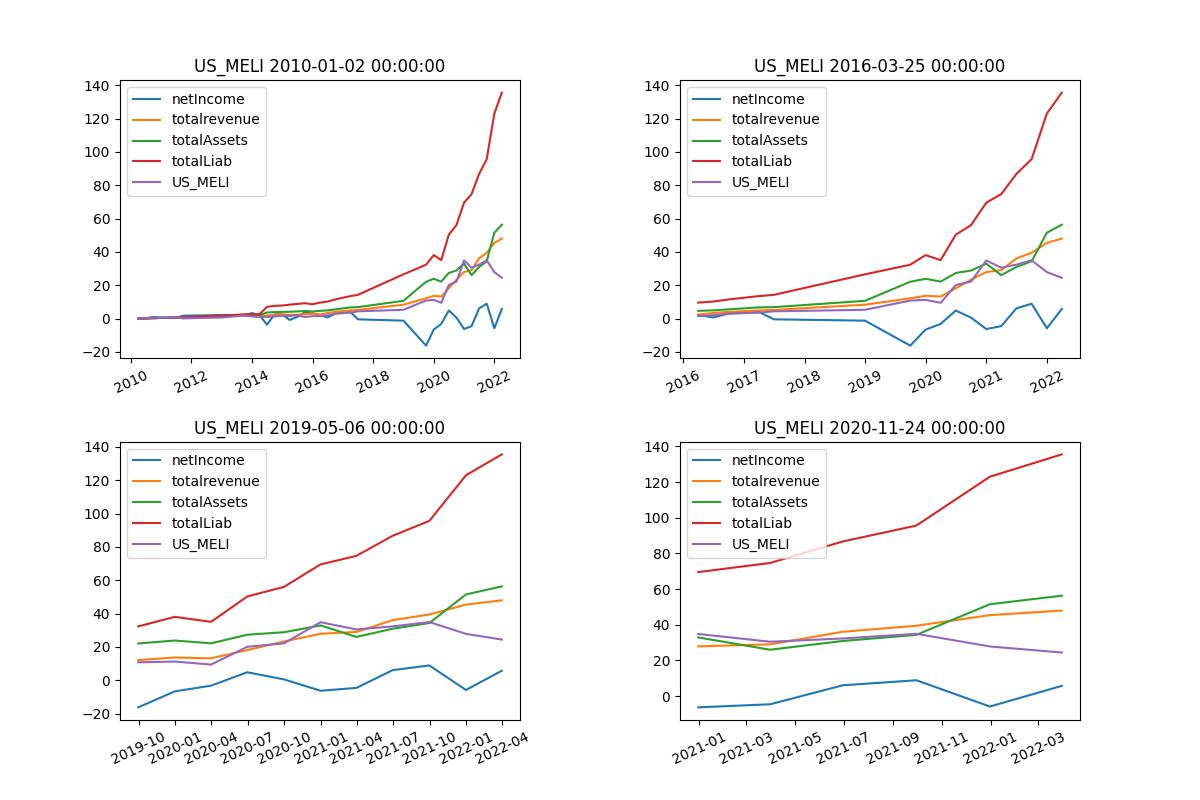 US_MELI 2010-01-02 00:00:00
140
120
100
80
60
40
20
0
−20
netIncome
totalrevenue
totalAssets
totalLiab
US_MELI
2010 2012 2014 2016 2018 2020 2022
US_MELI 2016-03-25 00:00:00
140
120
100
80
60
40
20
0
−20
netIncome
totalrevenue
totalAssets
totalLiab
US_MELI
2016 2017 2018 2019 2020 2021 2022
US_MELI 2019-05-06 00:00:00
140
120
100
80
60
40
20
0
−20
netIncome
totalrevenue
totalAssets
totalLiab
US_MELI
2019-10 2020-01 2020-04 2020-07 2020-10 2021-01 2021-04 2021-07 2021-10 2022-01 2022-04
US_MELI 2020-11-24 00:00:00
140
120
100
80
60
40
20
0
netIncome
totalrevenue
totalAssets
totalLiab
US_MELI
2021-01 2021-03 2021-05 2021-07 2021-09 2021-11 2022-01 2022-03